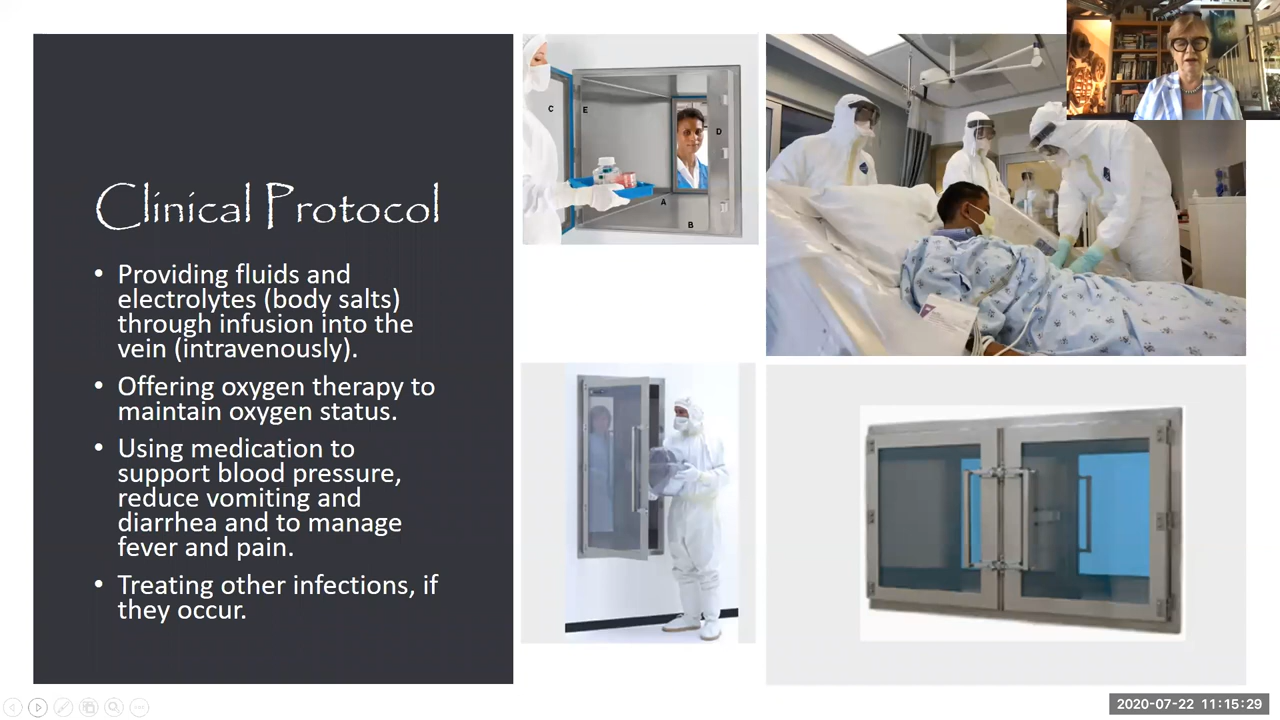 Clinical Protocol
• Providing fluids and
electrolytes (body salts)
through infusion into the
vein (intravenously).
• Offering oxygen therapy to
maintain oxygen status.
• Using medication to
support blood pressure,
reduce vomiting and
diarrhea and to manage
fever and pain.
• Treating other infections, if
they occur.
C
E
D
A
B
2020-07-22 11:15:29